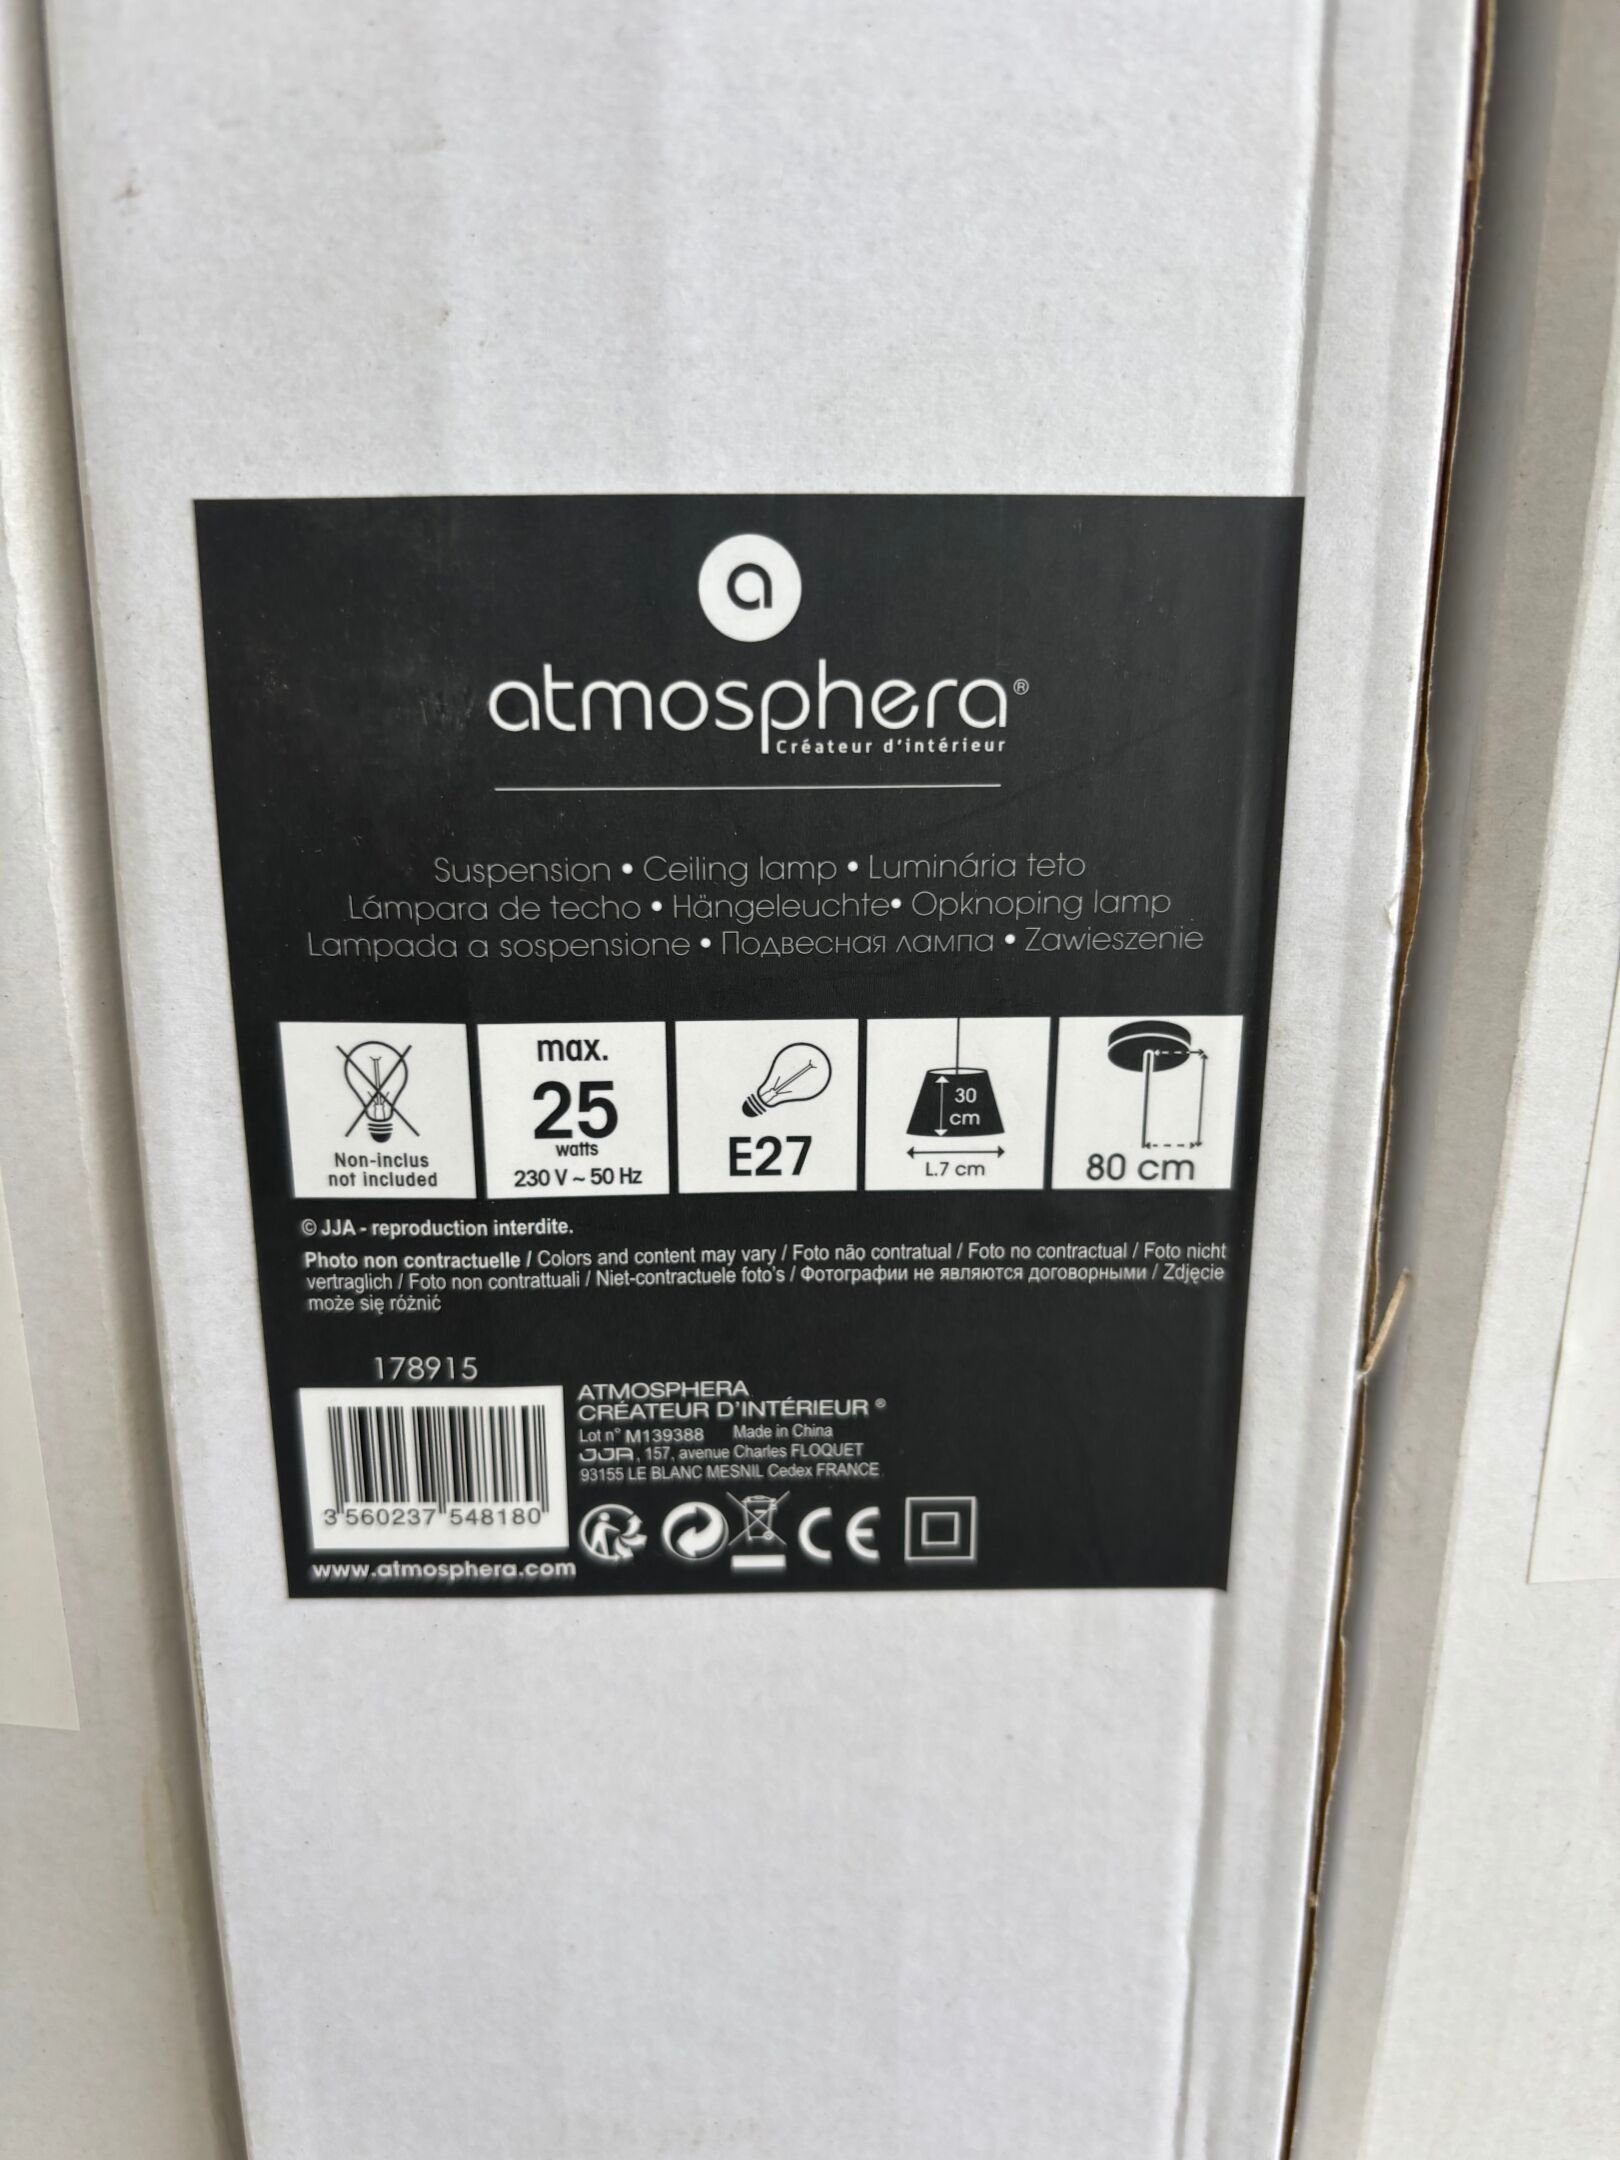 a
atmosphera®
Créateur d'intérieur
Suspension • Ceiling lamp • Luminária teto
Lámpara de techo • Hängeleuchte • Opknoping lamp
Lampada a sospensione • Подвесная лампа • Zawieszenie
Non-inclus
not included
max.
25
watts
230 V ~ 50 Hz
E27
30
cm
L.7 cm
80 cm
© JJA - reproduction interdite.
Photo non contractuelle / Colors and content may vary / Foto não contratual / Foto no contractual / Foto nicht
vertraglich / Foto non contrattuali / Niet-contractuele foto's / Фотографии не являются договорными / Zdjęcie
może się różnić
178915
3 560237 548180
www.atmosphera.com
ATMOSPHERA
CRÉATEUR D'INTÉRIEUR ®
Lot n° M139388 Made in China
JJA, 157, avenue Charles FLOQUET
93155 LE BLANC MESNIL Cedex FRANCE
CE